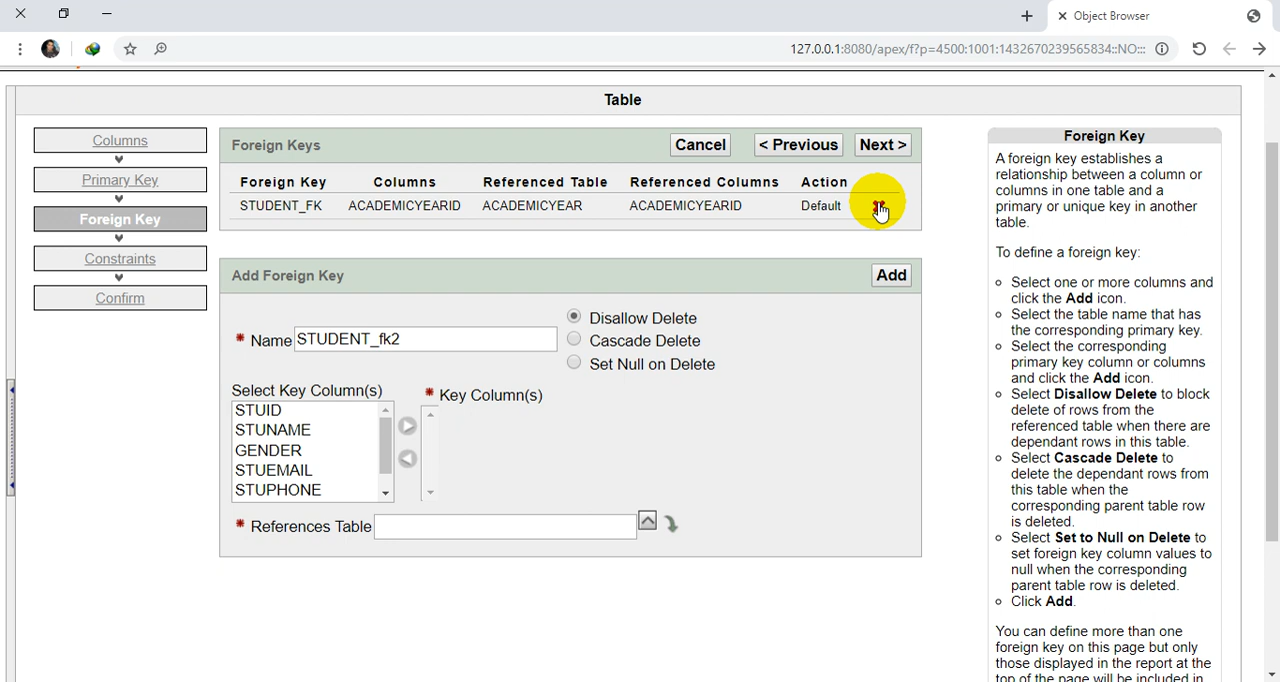 Object Browser
127.0.0.1:8080/apex/f?p=4500:1001:1432670239565834::NO:::
Table
Columns
Primary Key
Foreign Key
Constraints
Confirm
Foreign Keys
Cancel
< Previous
Next >
Foreign Key Columns Referenced Table Referenced Columns Action
STUDENT_FK ACADEMICYEARID ACADEMICYEAR ACADEMICYEARID Default
Add Foreign Key
Add
* Name STUDENT_fk2
Disallow Delete
Cascade Delete
Set Null on Delete
Select Key Column(s)
STUID
STUNAME
GENDER
STUEMAIL
STUPHONE
* Key Column(s)
* References Table
Foreign Key
A foreign key establishes a
relationship between a column or
columns in one table and a
primary or unique key in another
table.
To define a foreign key:
Select one or more columns and
click the Add icon.
Select the table name that has
the corresponding primary key.
Select the corresponding
primary key column or columns
and click the Add icon.
Select Disallow Delete to block
delete of rows from the
referenced table when there are
dependant rows in this table.
Select Cascade Delete to
delete the dependant rows from
this table when the
corresponding parent table row
is deleted.
Select Set to Null on Delete to
set foreign key column values to
null when the corresponding
parent table row is deleted.
Click Add.
You can define more than one
foreign key on this page but only
those displayed in the report at the
top of the page will be included in